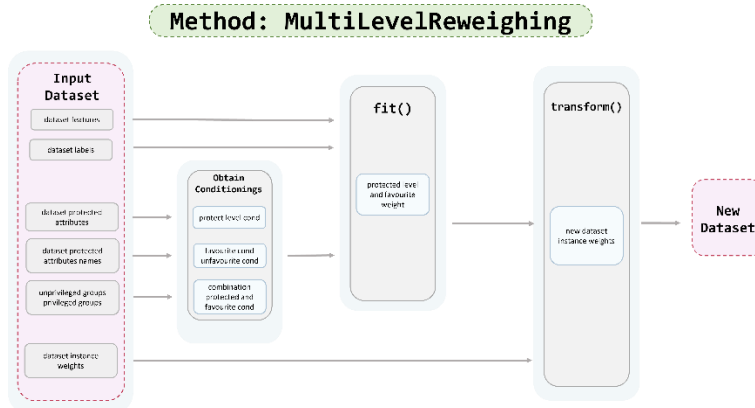 Method: MultiLevelReweighing
Input
Dataset
dataset features
dataset labels
dataset protected
attributes
dataset protected
attributes names
unprivileged groups
privileged groups
dataset instance
weights
Obtain
Conditionings
protect level cond
favourite cond
unfavourite cond
combination
protected and
favourite cond
fit()
protected level
and favourite
weight
transform()
new dataset
instance weights
New
Dataset